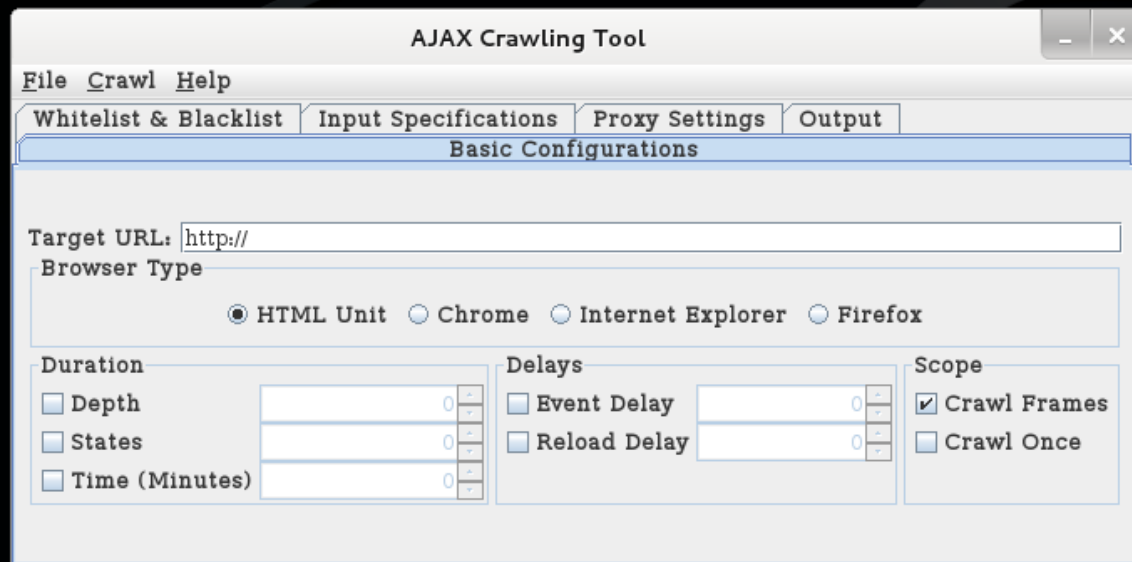 AJAX Crawling Tool
File Crawl Help
Whitelist & Blacklist Input Specifications Proxy Settings Output
Basic Configurations
Target URL: http://
Browser Type
HTML Unit Chrome Internet Explorer Firefox
Duration Delays Scope
Depth 0 Event Delay 0 Crawl Frames
States 0 Reload Delay 0 Crawl Once
Time (Minutes) 0